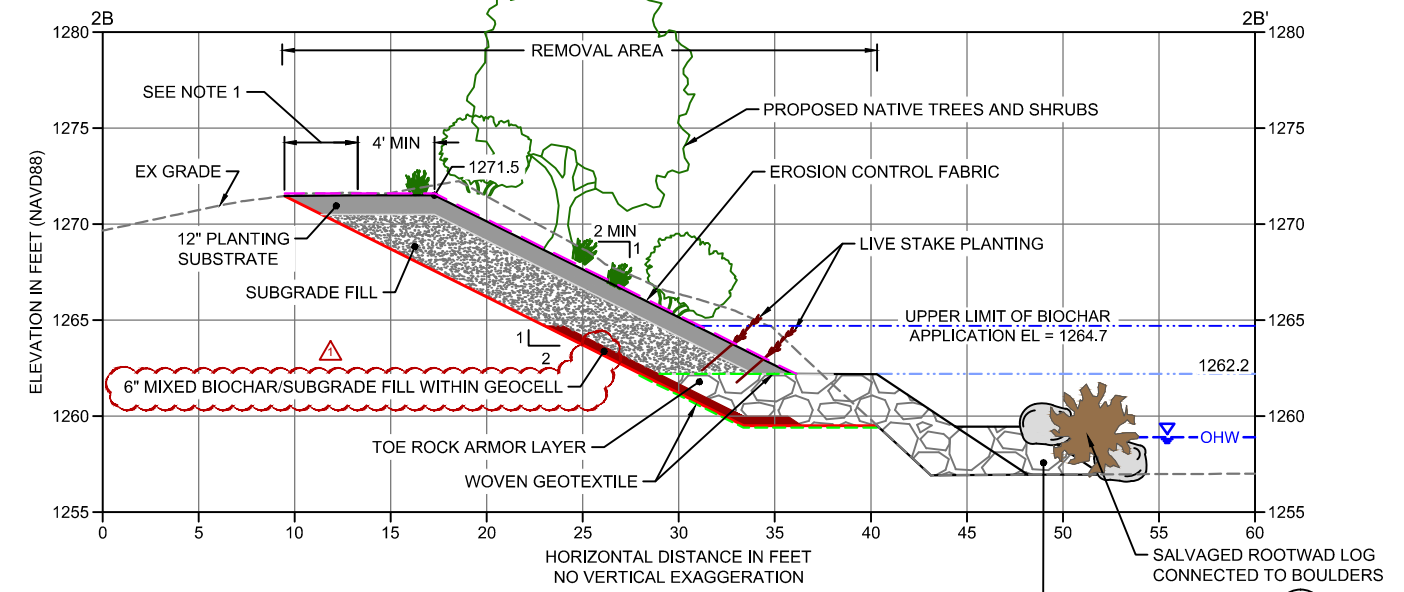 2B
2B'
1280
1280
REMOVAL AREA
SEE NOTE 1
PROPOSED NATIVE TREES AND SHRUBS
1275
1275
4' MIN
1271.5
EX GRADE
EROSION CONTROL FABRIC
1270
1270
12" PLANTING
SUBSTRATE
2 MIN
1
LIVE STAKE PLANTING
SUBGRADE FILL
1265
1265
UPPER LIMIT OF BIOCHAR
APPLICATION EL = 1264.7
1
2
1
1262.2
6" MIXED BIOCHAR/SUBGRADE FILL WITHIN GEOCELL
1260
1260
TOE ROCK ARMOR LAYER
OHW
WOVEN GEOTEXTILE
1255
1255
ELEVATION IN FEET (NAVD88)
0 5 10 15 20 25 30 35 40 45 50 55 60
HORIZONTAL DISTANCE IN FEET
NO VERTICAL EXAGGERATION
SALVAGED ROOTWAD LOG
CONNECTED TO BOULDERS